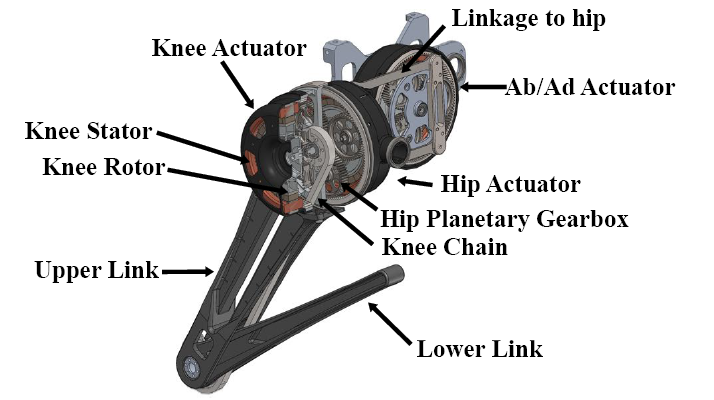 Linkage to hip
Knee Actuator
Ab/Ad Actuator
Knee Stator
Knee Rotor
Hip Actuator
Hip Planetary Gearbox
Knee Chain
Upper Link
Lower Link